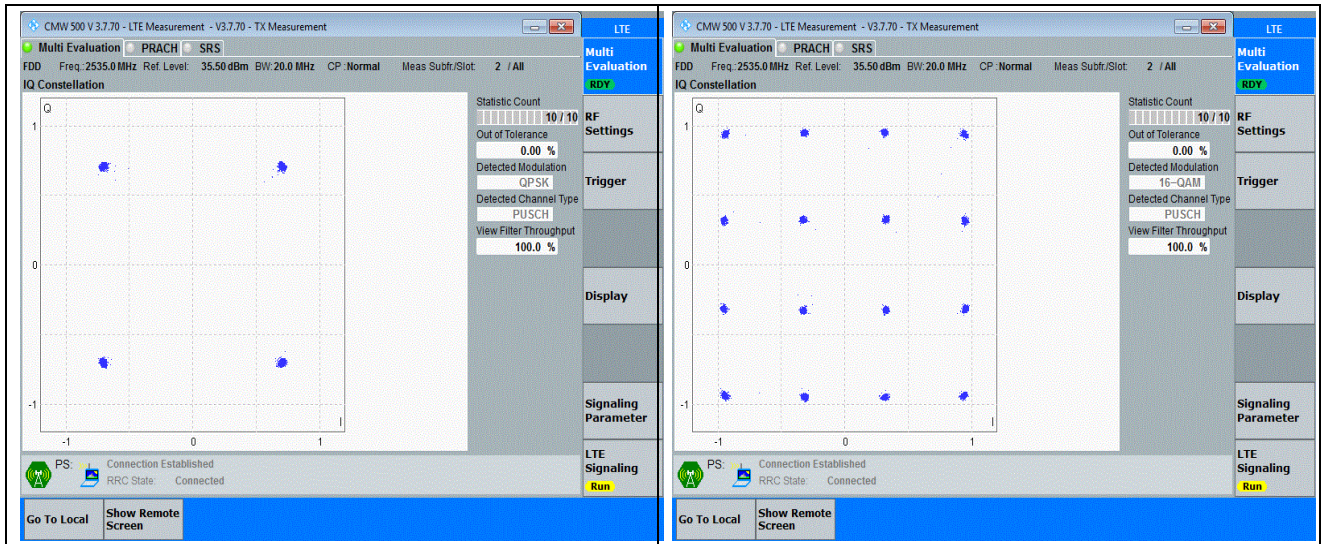 CMW 500 V 3.7.70 - LTE Measurement - V3.7.70 - TX Measurement
LTE
Multi Evaluation PRACH SRS
Multi
Evaluation
RDY
FDD Freq.:2535.0 MHz Ref. Level: 35.50 dBm BW:20.0 MHz CP :Normal Meas Subfr./Slot: 2 / All
IQ Constellation
Q
1
0
-1
-1 0 1
I
Statistic Count
10 / 10
Out of Tolerance
0.00 %
Detected Modulation
QPSK
Detected Channel Type
PUSCH
View Filter Throughput
100.0 %
RF
Settings
Trigger
Display
Signaling
Parameter
LTE
Signaling
Run
PS:
Connection Established
RRC State: Connected
Go To Local
Show Remote
Screen
CMW 500 V 3.7.70 - LTE Measurement - V3.7.70 - TX Measurement
LTE
Multi Evaluation PRACH SRS
Multi
Evaluation
RDY
FDD Freq.:2535.0 MHz Ref. Level: 35.50 dBm BW:20.0 MHz CP :Normal Meas Subfr./Slot: 2 / All
IQ Constellation
Q
1
0
-1
-1 0 1
I
Statistic Count
10 / 10
Out of Tolerance
0.00 %
Detected Modulation
16-QAM
Detected Channel Type
PUSCH
View Filter Throughput
100.0 %
RF
Settings
Trigger
Display
Signaling
Parameter
LTE
Signaling
Run
PS:
Connection Established
RRC State: Connected
Go To Local
Show Remote
Screen